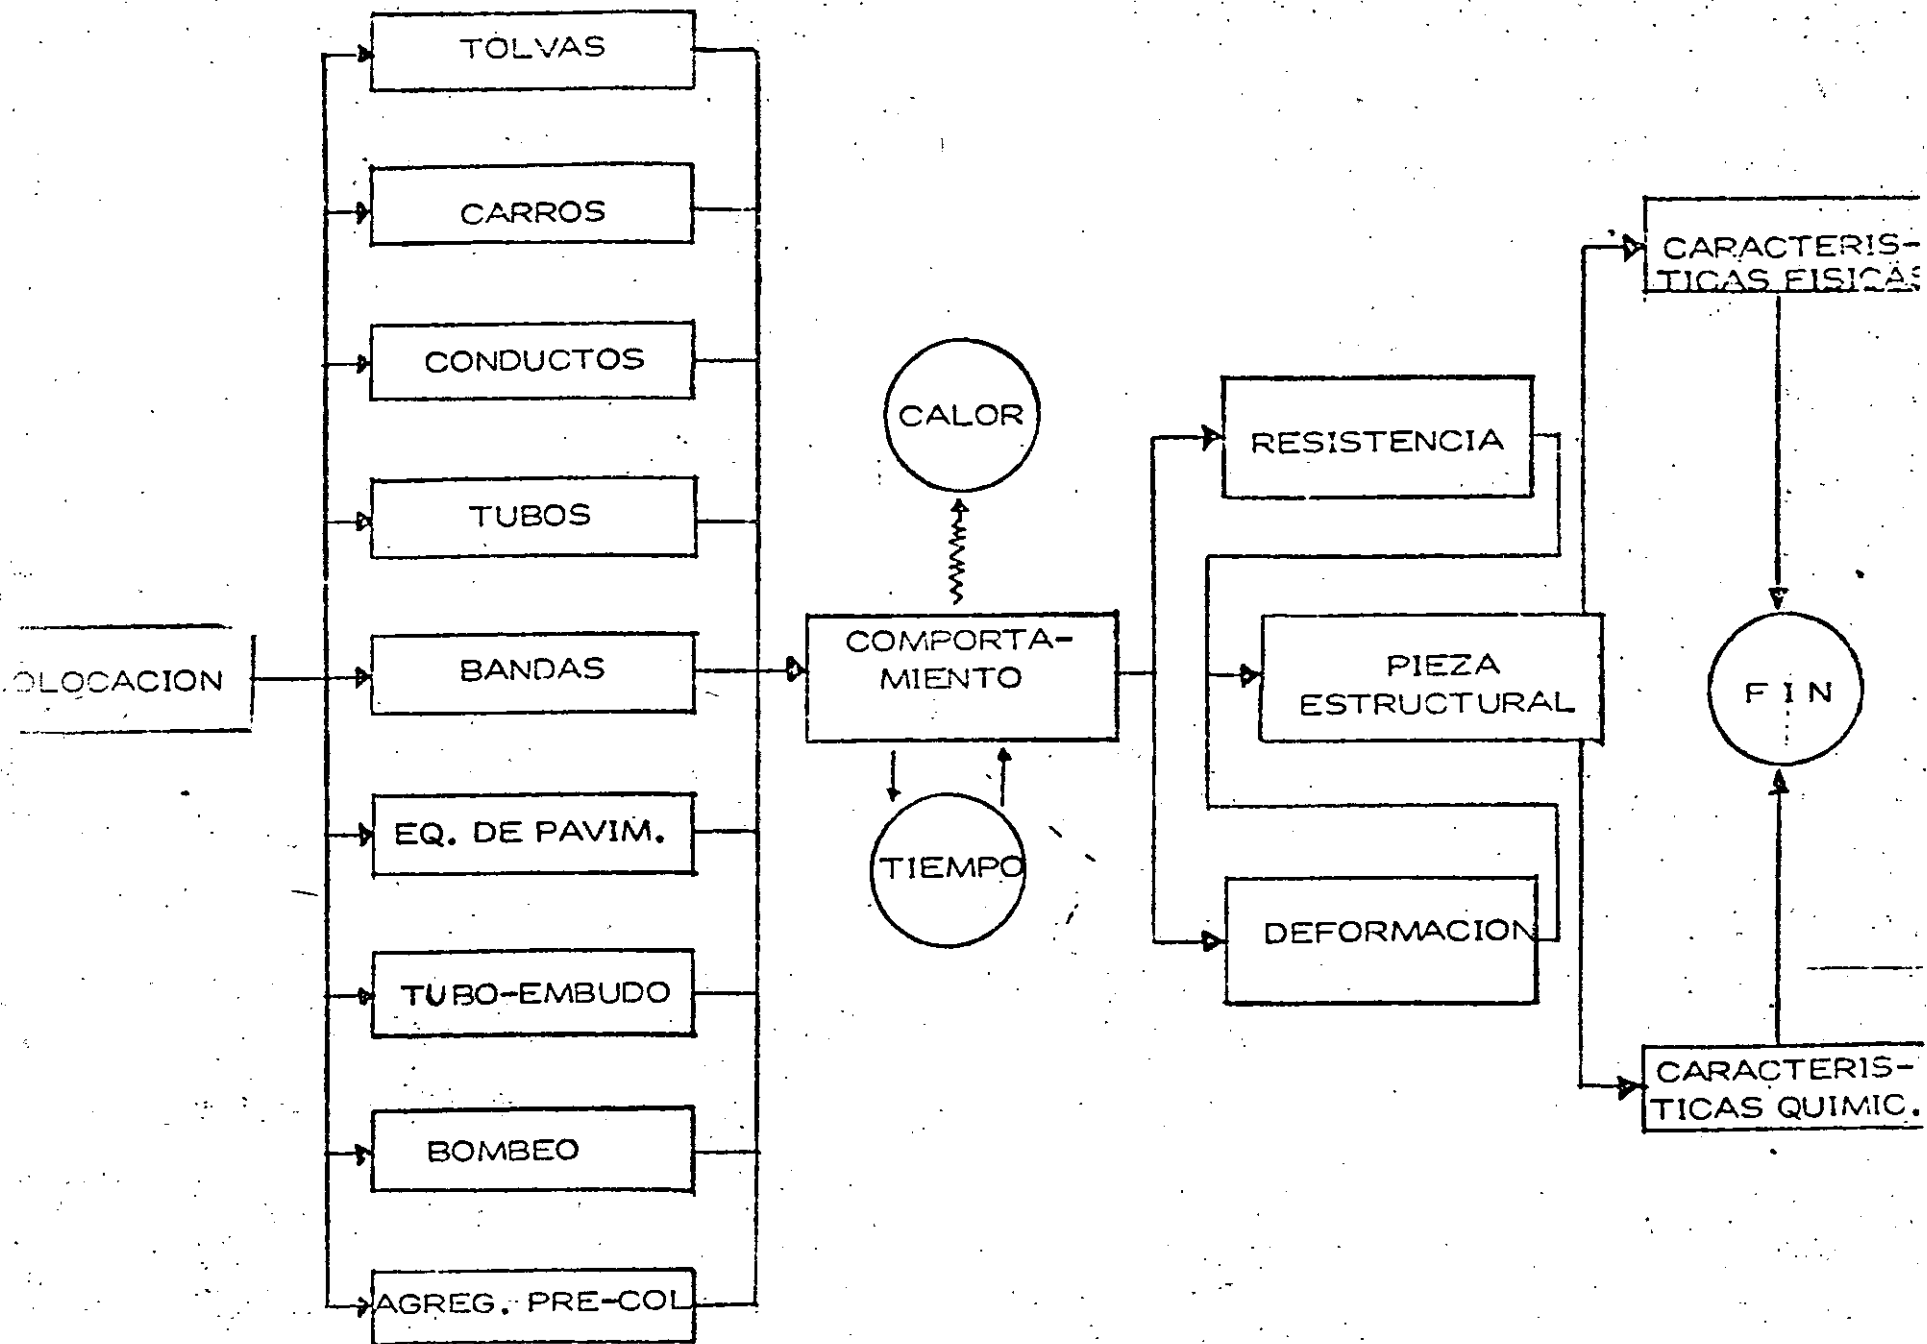 TOLVAS
CARROS
CONDUCTOS
TUBOS
OLOCACION
BANDAS
EQ. DE PAVIM.
TUBO-EMBUDO
BOMBEO
AGREG. PRE-COL
CALOR
COMPORTA-
MIENTO
TIEMPO
RESISTENCIA
PIEZA
ESTRUCTURAL
DEFORMACION
CARACTERIS-
TICAS FISICAS
FIN
CARACTERIS-
TICAS QUIMIC.